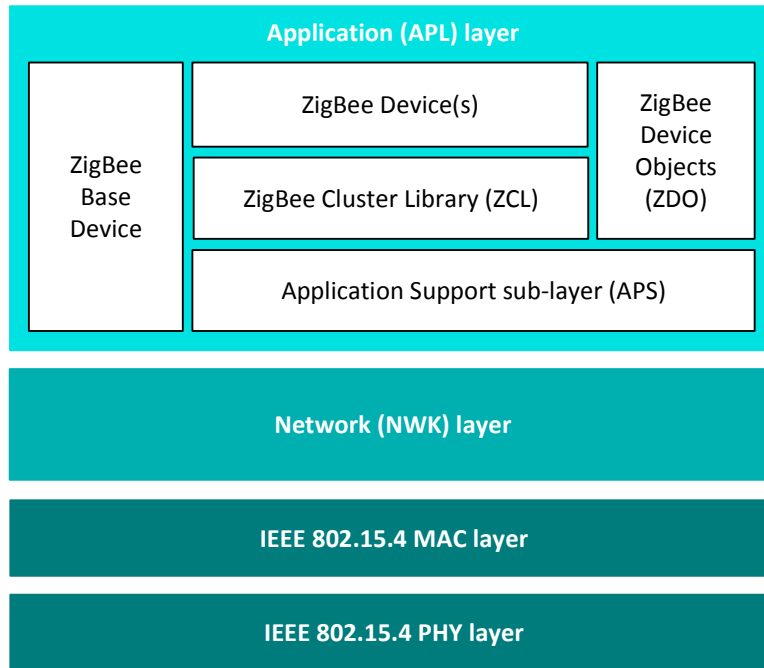 Application (APL) layer
ZigBee
Base
Device
ZigBee Device(s)
ZigBee Cluster Library (ZCL)
ZigBee
Device
Objects
(ZDO)
Application Support sub-layer (APS)
Network (NWK) layer
IEEE 802.15.4 MAC layer
IEEE 802.15.4 PHY layer